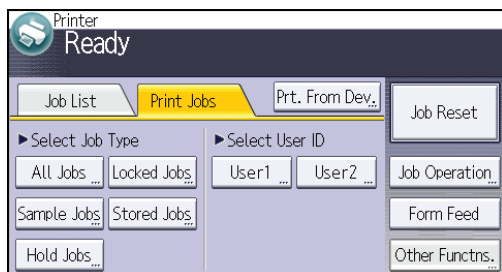 Printer
Ready
Job List
Print Jobs
Prt. From Dev.
Job Reset
►Select Job Type
►Select User ID
All Jobs
Locked Jobs
User1
User2
Job Operation
Sample Jobs
Stored Jobs
Form Feed
Hold Jobs
Other Functns.